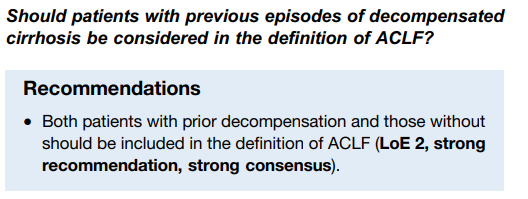 Should patients with previous episodes of decompensated
cirrhosis be considered in the definition of ACLF?
Recommendations
• Both patients with prior decompensation and those without
should be included in the definition of ACLF (LoE 2, strong
recommendation, strong consensus).